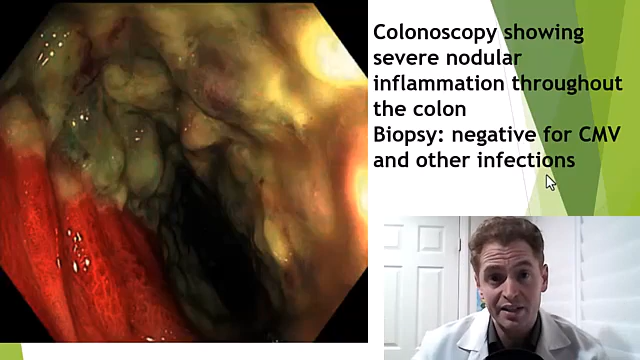 Colonoscopy showing
severe nodular
inflammation throughout
the colon
Biopsy: negative for CMV
and other infections